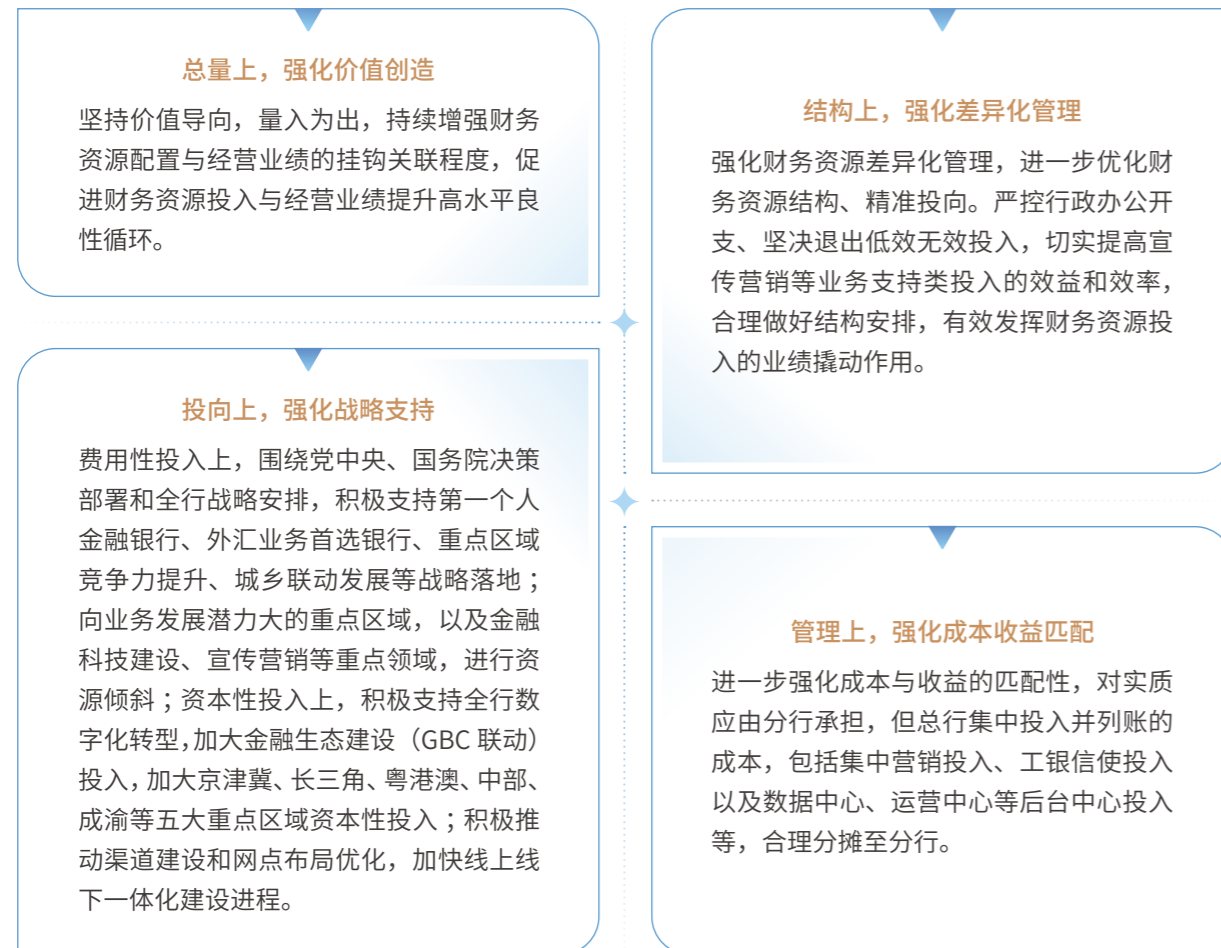 总量上，强化价值创造
坚持价值导向，量入为出，持续增强财务
资源配置与经营业绩的挂钩关联程度，促
进财务资源投入与经营业绩提升高水平良
性循环。
结构上，强化差异化管理
强化财务资源差异化管理，进一步优化财
务资源结构、精准投向。严控行政办公开
支、坚决退出低效无效投入，切实提高宣
传营销等业务支持类投入的效益和效率，
合理做好结构安排，有效发挥财务资源投
入的业绩撬动作用。
投向上，强化战略支持
费用性投入上，围绕党中央、国务院决策
部署和全行战略安排，积极支持第一个人
金融银行、外汇业务首选银行、重点区域
竞争力提升、城乡联动发展等战略落地；
向业务发展潜力大的重点区域，以及金融
科技建设、宣传营销等重点领域，进行资
源倾斜；资本性投入上，积极支持全行数
字化转型，加大金融生态建设（GBC 联动）
投入，加大京津冀、长三角、粤港澳、中部、
成渝等五大重点区域资本性投入；积极推
动渠道建设和网点布局优化，加快线上线
下一体化建设进程。
管理上，强化成本收益匹配
进一步强化成本与收益的匹配性，对实质
应由分行承担，但总行集中投入并列账的
成本，包括集中营销投入、工银信使投入
以及数据中心、运营中心等后台中心投入
等，合理分摊至分行。